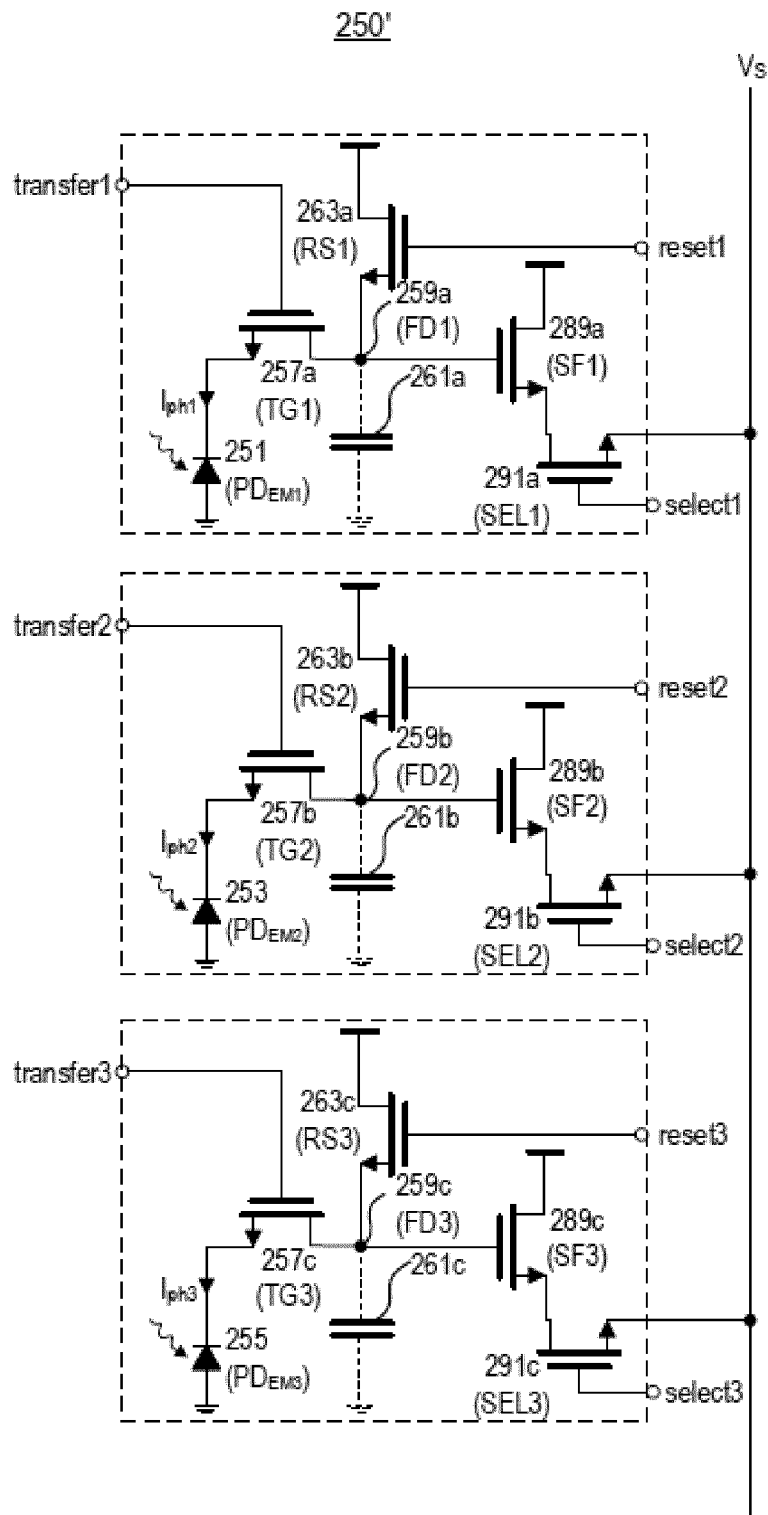 250'
Vs
transfer1
263a
(RS1)
reset1
259a
(FD1)
289a
(SF1)
257a
(TG1)
261a
Iph1
251
(PDEM1)
291a
(SEL1)
select1
transfer2
263b
(RS2)
reset2
259b
(FD2)
289b
(SF2)
257b
(TG2)
261b
Iph2
253
(PDEM2)
291b
(SEL2)
select2
transfer3
263c
(RS3)
reset3
259c
(FD3)
289c
(SF3)
257c
(TG3)
261c
Iph3
255
(PDEM3)
291c
(SEL3)
select3